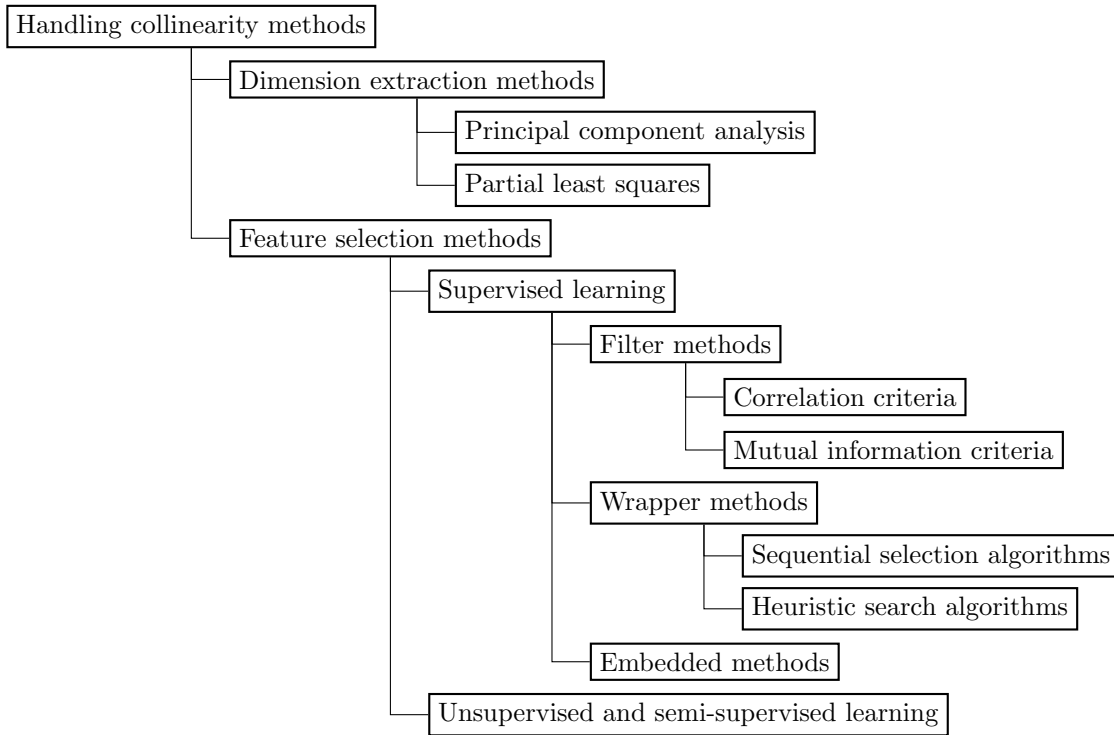 Handling collinearity methods
Dimension extraction methods
Principal component analysis
Partial least squares
Feature selection methods
Supervised learning
Filter methods
Correlation criteria
Mutual information criteria
Wrapper methods
Sequential selection algorithms
Heuristic search algorithms
Embedded methods
Unsupervised and semi-supervised learning